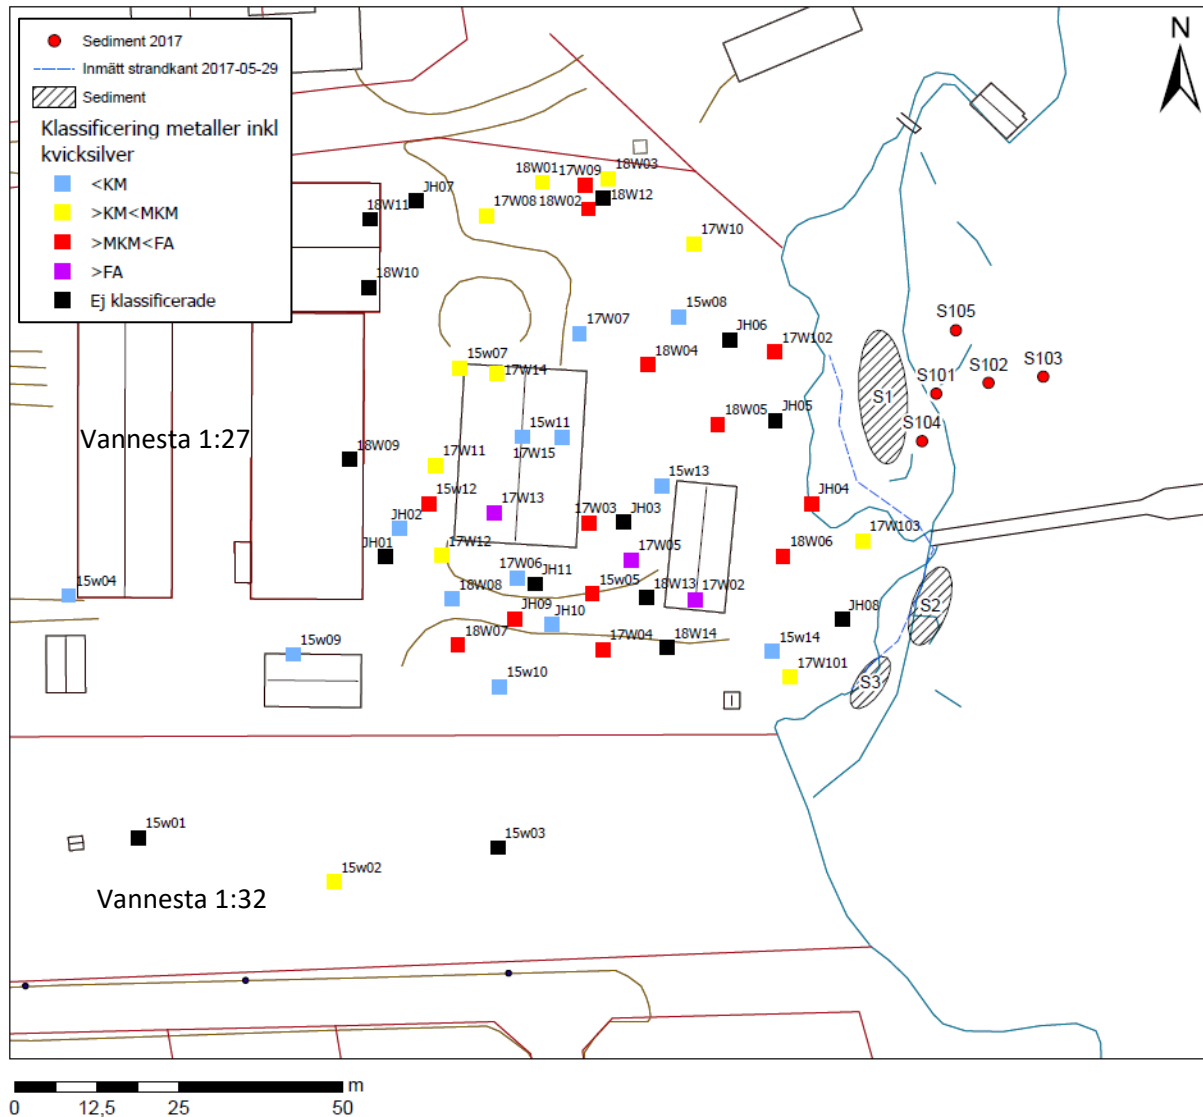 Sediment 2017
Inmätt strandkant 2017-05-29
Sediment
Klassificering metaller inkl
kvicksilver
<KM
>KM<MKM
>MKM<FA
>FA
Ej klassificerade
N
18W01
17W09
18W03
JH07
18W11
17W08
18W02
18W12
17W10
18W10
15w08
17W07
JH06
17W102
S105
15w07
17W14
18W04
S101
S102
S103
S1
Vannesta 1:27
15w11
17W15
18W05
JH05
S104
18W09
17W11
15w13
15w12
17W13
JH04
JH02
17W03
JH03
17W103
JH01
17W12
17W05
18W06
17W06
JH11
15w04
18W08
15w05
18W13
17W02
S2
JH09
JH10
JH08
18W07
17W04
18W14
15w09
15w14
17W101
S3
15w10
15w01
15w03
15w02
Vannesta 1:32
m
0
12,5
25
50